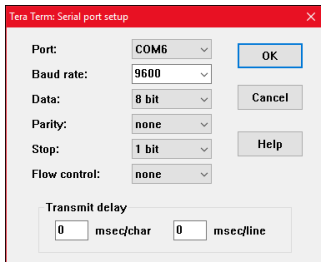 Tera Term: Serial port setup
Port: COM6 OK
Baud rate: 9600
Data: 8 bit Cancel
Parity: none
Stop: 1 bit Help
Flow control: none
Transmit delay
0 msec/char 0 msec/line